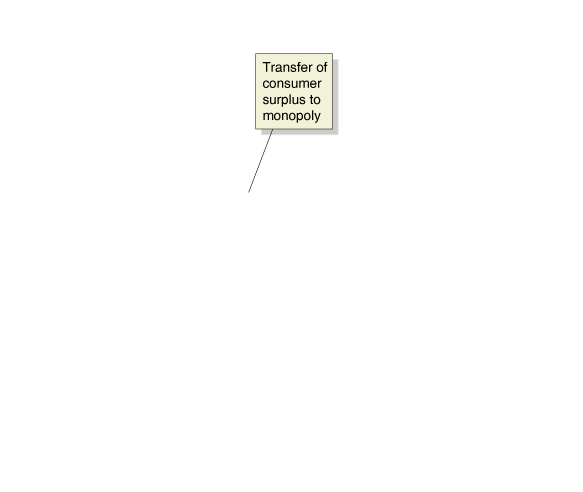 Transfer of
consumer
surplus to
monopoly